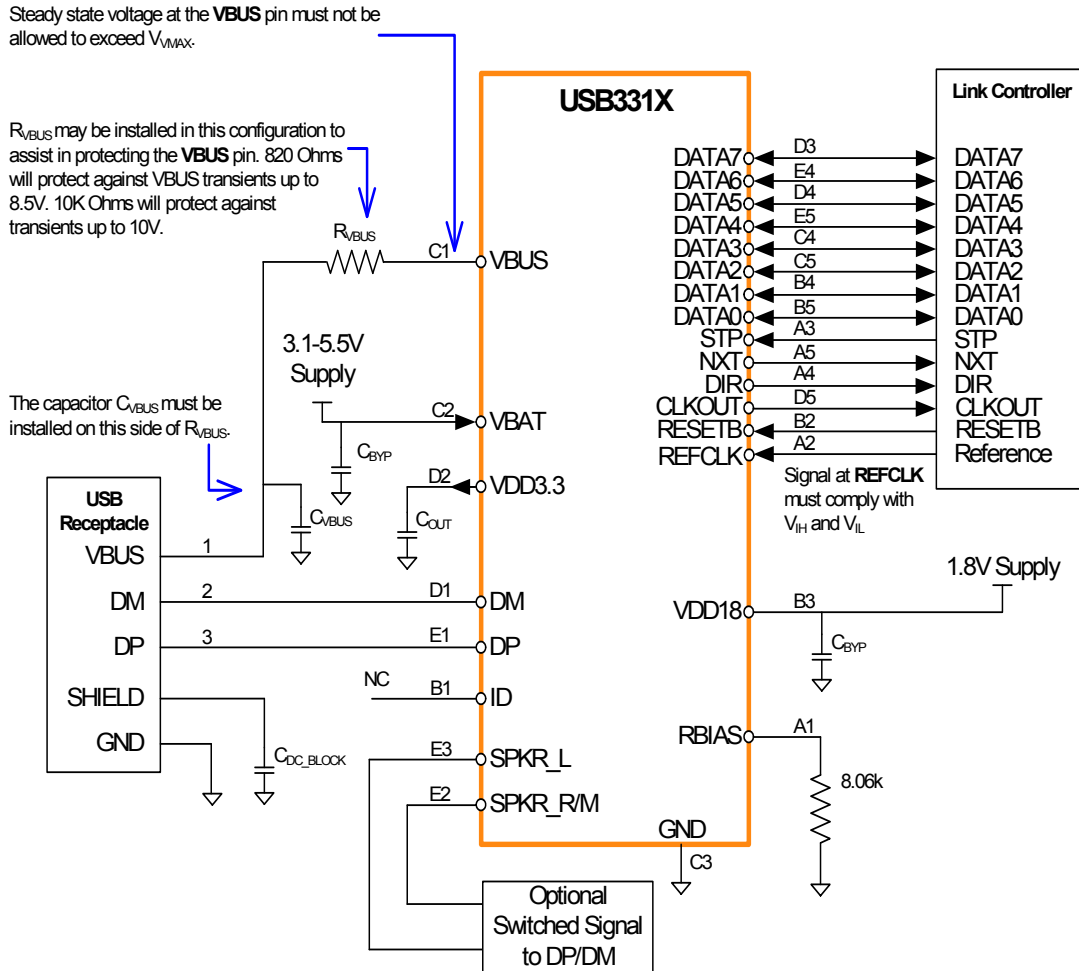 Steady state voltage at the VBUS pin must not be
allowed to exceed VVMAX.
RVBUS may be installed in this configuration to
assist in protecting the VBUS pin. 820 Ohms
will protect against VBUS transients up to
8.5V. 10K Ohms will protect against
transients up to 10V.
RVBUS
C1
VBUS
3.1-5.5V
Supply
The capacitor CVBUS must be
installed on this side of RVBUS.
C2
VBAT
CBYP
D2
VDD3.3
COUT
CVBUS
USB
Receptacle
VBUS
1
DM
2
D1
DM
DP
3
E1
DP
SHIELD
NC
B1
ID
GND
CDC_BLOCK
E3
SPKR_L
E2
SPKR_R/M
USB331X
Link Controller
DATA7
D3
DATA7
DATA6
E4
DATA6
DATA5
D4
DATA5
DATA4
E5
DATA4
DATA3
C4
DATA3
DATA2
C5
DATA2
DATA1
B4
DATA1
DATA0
B5
DATA0
STP
A3
STP
NXT
A5
NXT
DIR
A4
DIR
CLKOUT
D5
CLKOUT
RESETB
B2
RESETB
REFCLK
A2
Reference
Signal at REFCLK
must comply with
VIH and VIL
1.8V Supply
VDD18
B3
CBYP
RBIAS
A1
8.06k
GND
C3
Optional
Switched Signal
to DP/DM